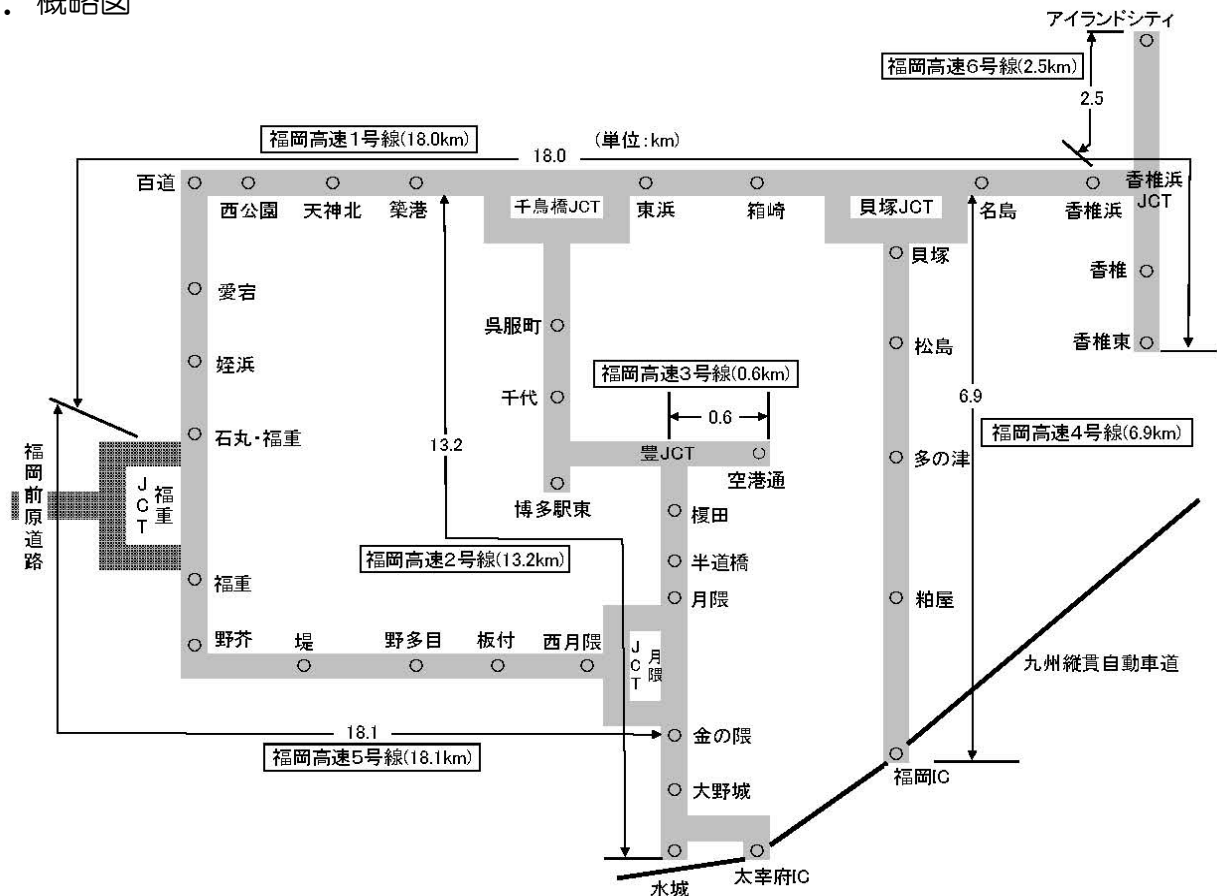 ．概略図
アイランドシティ
福岡高速6号線(2.5km)
2.5
福岡高速1号線(18.0km)
(単位:km)
18.0
百道
西公園
天神北
築港
千鳥橋JCT
東浜
箱崎
貝塚JCT
名島
香椎浜
香椎浜
JCT
愛宕
貝塚
香椎
呉服町
姪浜
松島
香椎東
福岡高速3号線(0.6km)
千代
0.6
6.9
福岡高速4号線(6.9km)
石丸・福重
13.2
豊JCT
空港通
多の津
福岡前原道路
福重
JCT
博多駅東
榎田
福岡高速2号線(13.2km)
半道橋
福重
月隈
粕屋
野芥
堤
野多目
板付
西月隈
月隈
JCT
九州縦貫自動車道
18.1
福岡高速5号線(18.1km)
金の隈
福岡IC
大野城
水城
太宰府IC